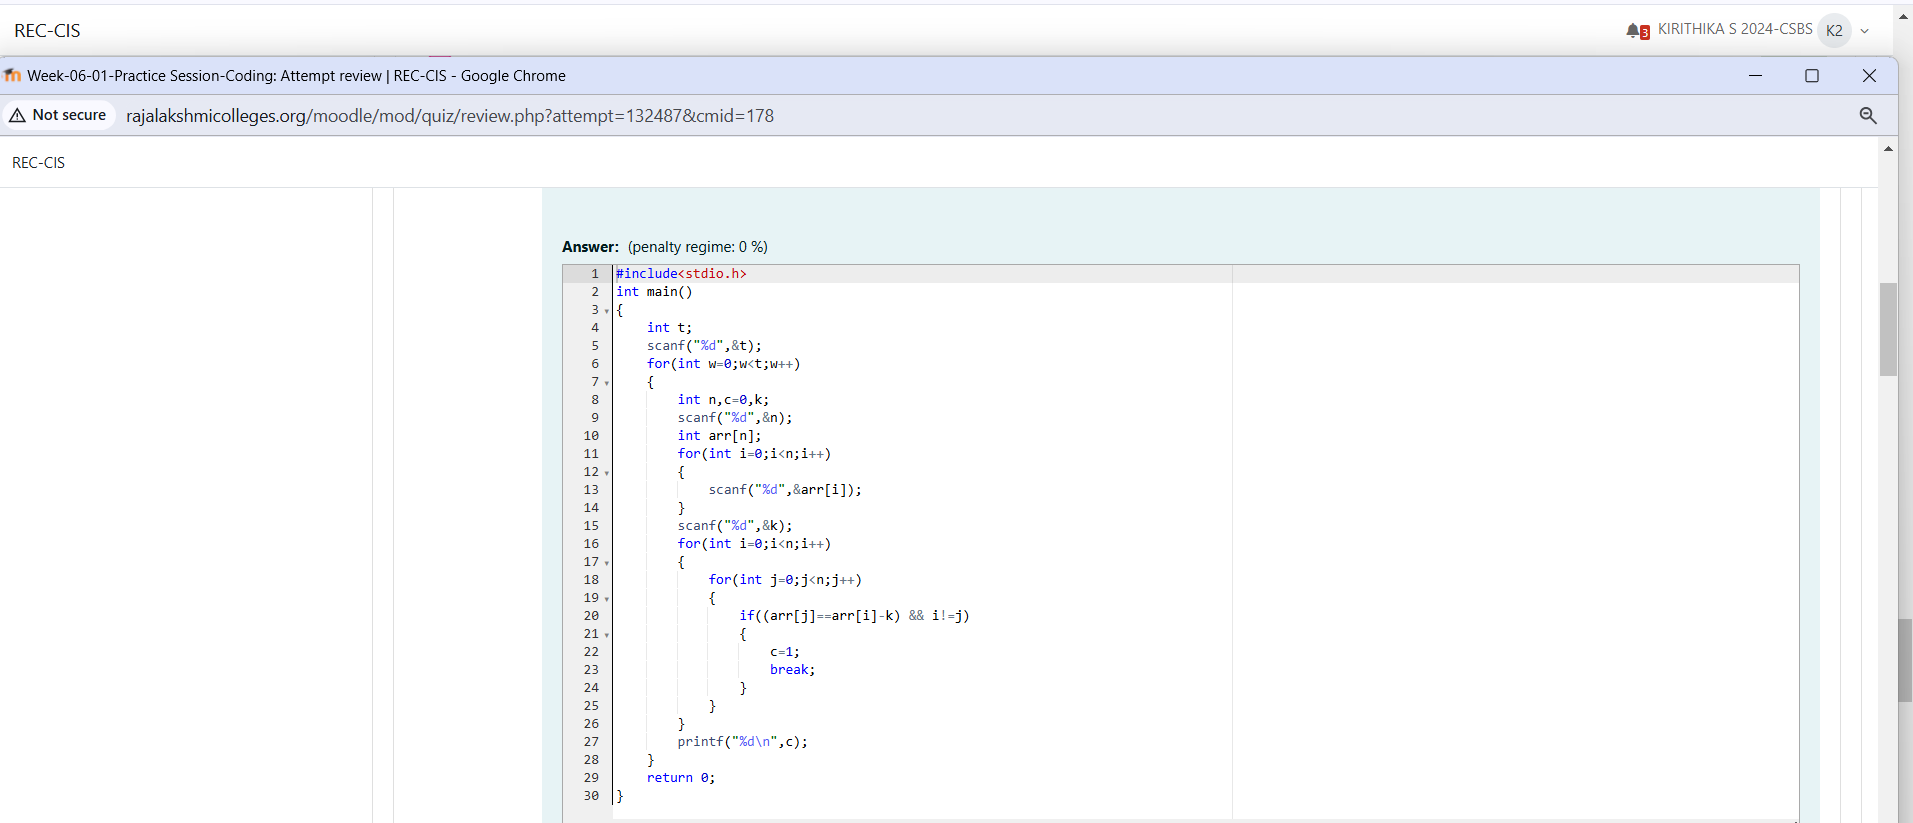 REC-CIS
3 KIRITHIKA S 2024-CSBS K2
Week-06-01-Practice Session-Coding: Attempt review | REC-CIS - Google Chrome
Not secure rajalakshmicolleges.org/moodle/mod/quiz/review.php?attempt=132487&cmid=178
REC-CIS
Answer: (penalty regime: 0 %)
1 #include<stdio.h>
2 int main()
3 {
4     int t;
5     scanf("%d",&t);
6     for(int w=0;w<t;w++)
7     {
8         int n,c=0,k;
9         scanf("%d",&n);
10         int arr[n];
11         for(int i=0;i<n;i++)
12         {
13             scanf("%d",&arr[i]);
14         }
15         scanf("%d",&k);
16         for(int i=0;i<n;i++)
17         {
18             for(int j=0;j<n;j++)
19             {
20                 if((arr[j]==arr[i]-k) && i!=j)
21                 {
22                     c=1;
23                     break;
24                 }
25             }
26         }
27         printf("%d\n",c);
28     }
29     return 0;
30 }